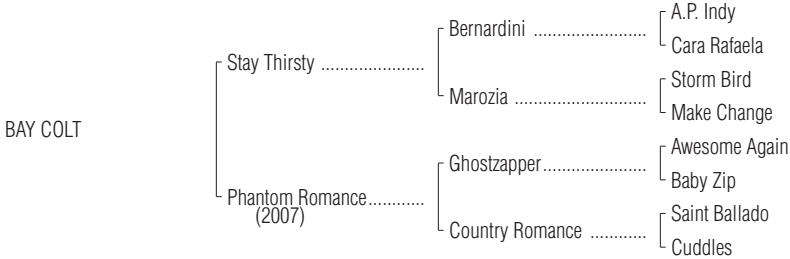 A.P. Indy
Bernardini ........................
Cara Rafaela
Stay Thirsty ......................
Storm Bird
Marozia ............................
Make Change
BAY COLT
Awesome Again
Ghostzapper......................
Baby Zip
Phantom Romance............
(2007)
Saint Ballado
Country Romance ............
Cuddles